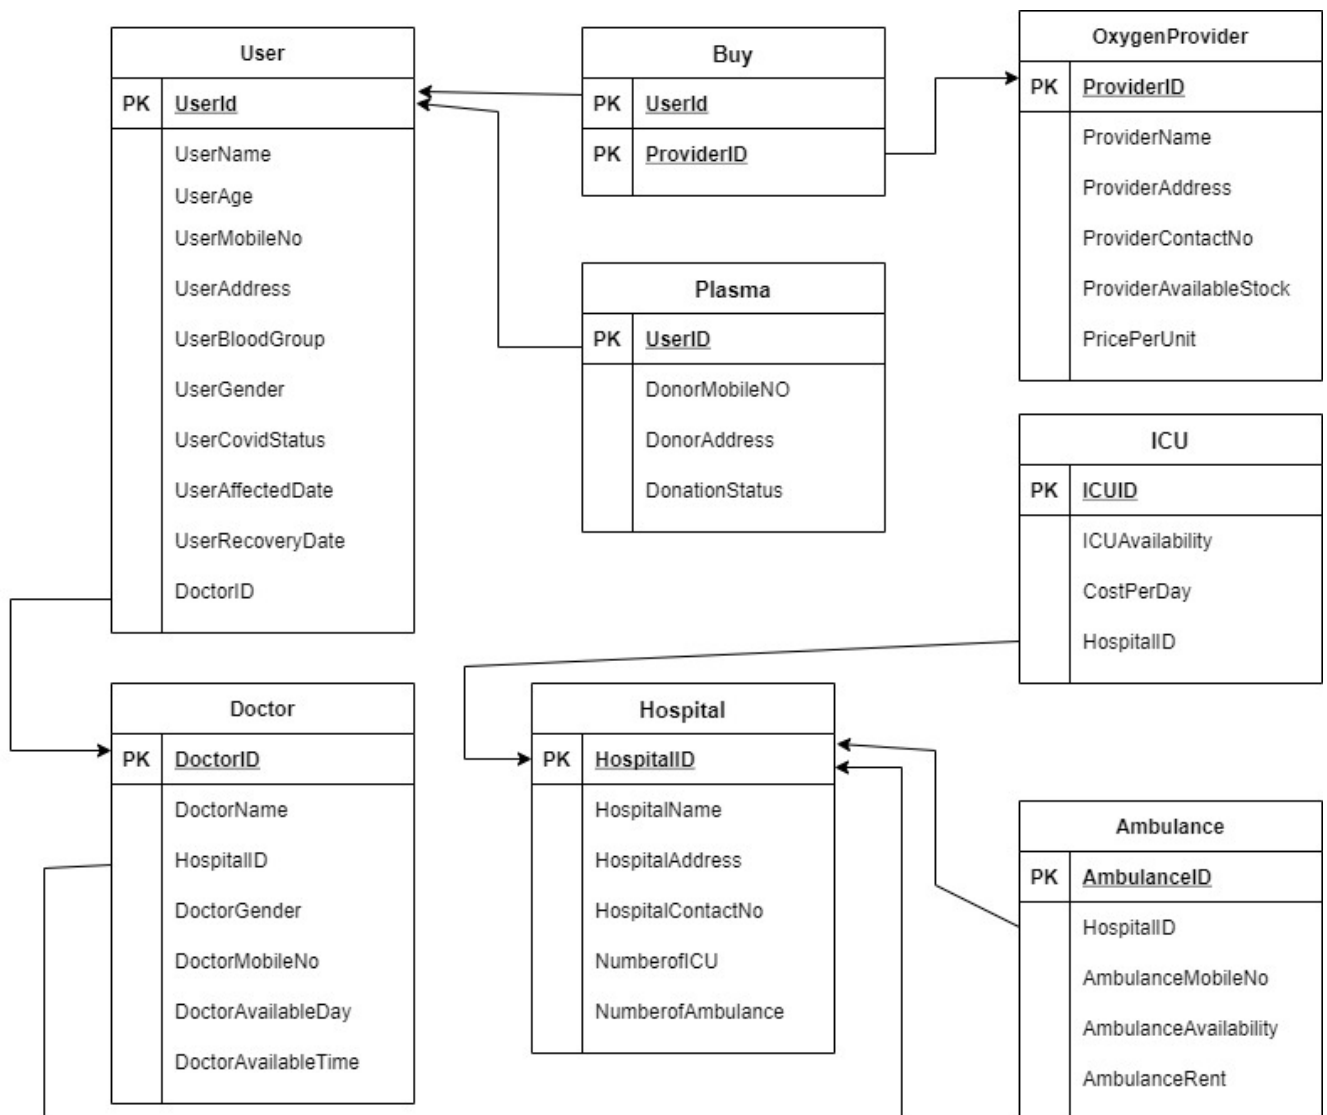 User
PK UserId
UserName
UserAge
UserMobileNo
UserAddress
UserBloodGroup
UserGender
UserCovidStatus
UserAffectedDate
UserRecoveryDate
DoctorID
Buy
PK UserId
PK ProviderID
OxygenProvider
PK ProviderID
ProviderName
ProviderAddress
ProviderContactNo
ProviderAvailableStock
PricePerUnit
Plasma
PK UserID
DonorMobileNO
DonorAddress
DonationStatus
ICU
PK ICUID
ICUAvailability
CostPerDay
HospitalID
Doctor
PK DoctorID
DoctorName
HospitalID
DoctorGender
DoctorMobileNo
DoctorAvailableDay
DoctorAvailableTime
Hospital
PK HospitalID
HospitalName
HospitalAddress
HospitalContactNo
NumberofICU
NumberofAmbulance
Ambulance
PK AmbulanceID
HospitalID
AmbulanceMobileNo
AmbulanceAvailability
AmbulanceRent